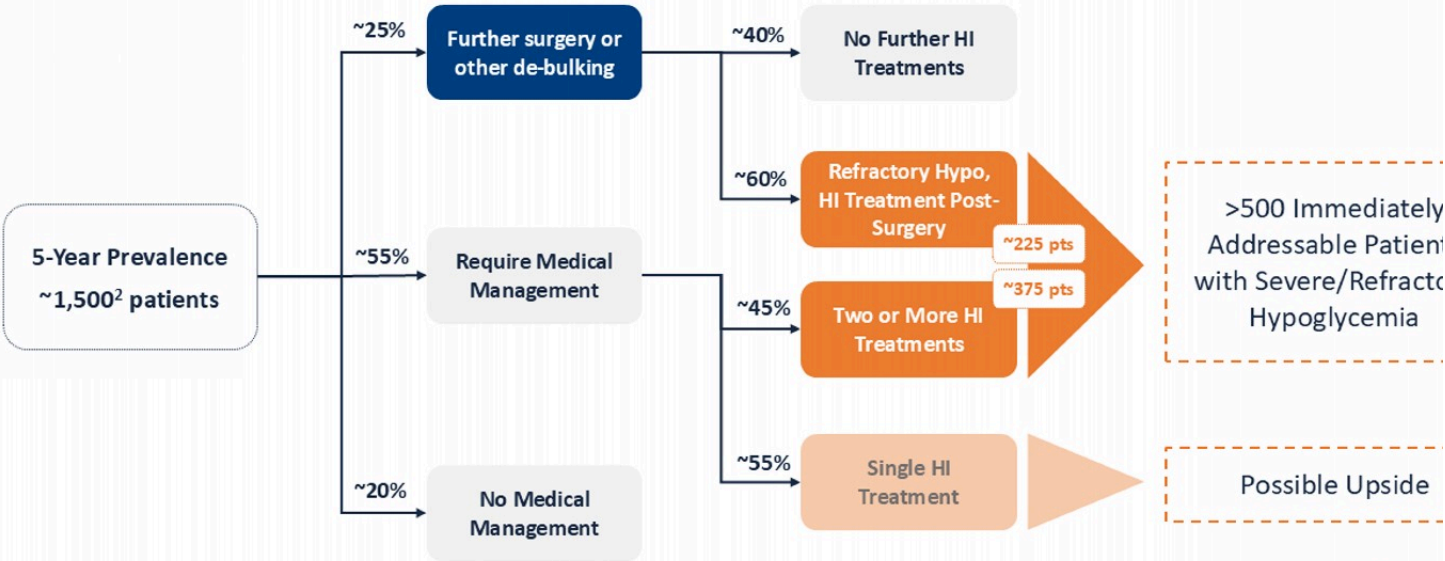 ~25%
Further surgery or
other de-bulking
~40%
No Further HI
Treatments
~60%
Refractory Hypo,
HI Treatment Post-
Surgery
~225 pts
5-Year Prevalence
~1,500² patients
~55%
Require Medical
Management
~45%
Two or More HI
Treatments
~375 pts
>500 Immediately
Addressable Patient
with Severe/Refracto
Hypoglycemia
~20%
No Medical
Management
~55%
Single HI
Treatment
Possible Upside